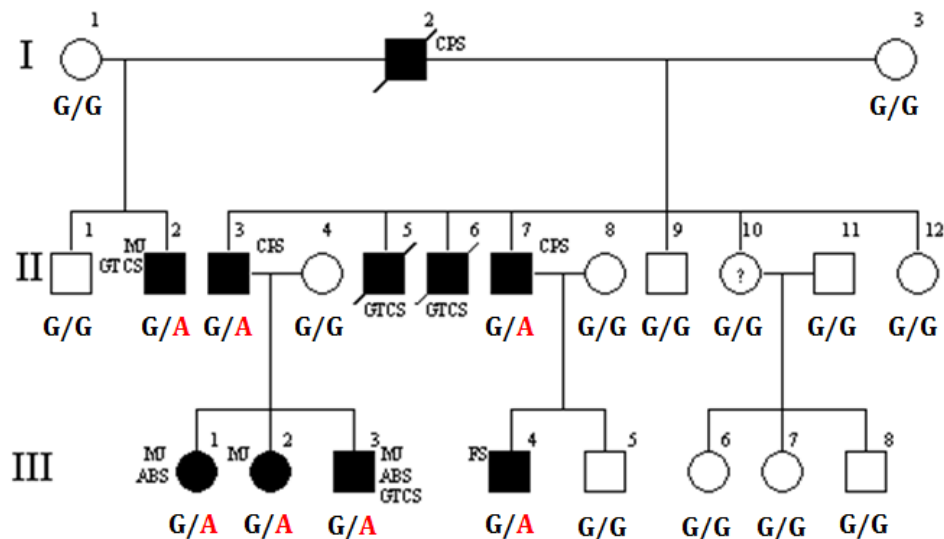 1 2 3
I CPS
G/G G/G
1 2 3 4 5 6 7 8 9 10 11 12
MJ CPS CPS
II GTCS ?
GTCS GTCS
G/G G/A G/A G/G G/A G/G G/G G/G G/G G/G
1 2 3 4 5 6 7 8
MJ MJ MJ FS
III ABS ABS
GTCS
G/A G/A G/A G/A G/G G/G G/G G/G